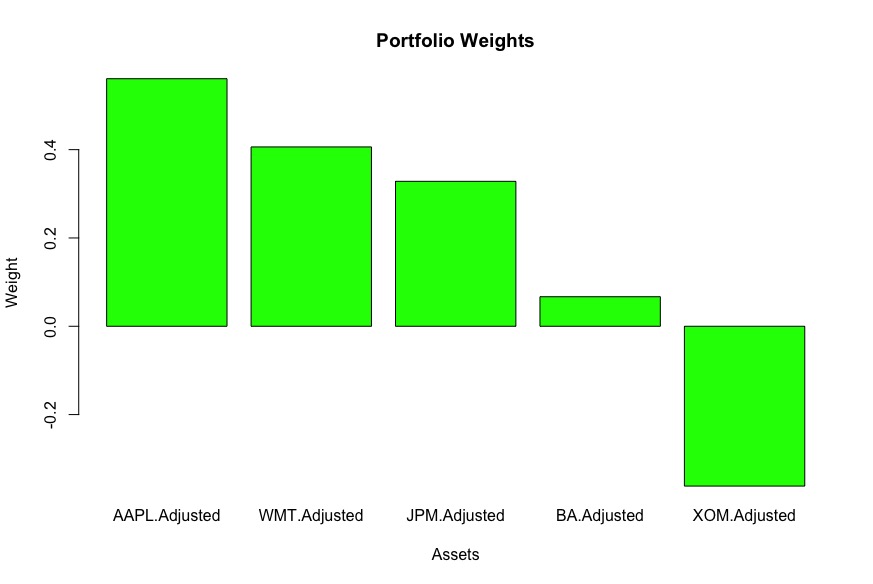 Portfolio Weights
Weight
0.4
0.2
0.0
-0.2
AAPL.Adjusted WMT.Adjusted JPM.Adjusted BA.Adjusted XOM.Adjusted
Assets